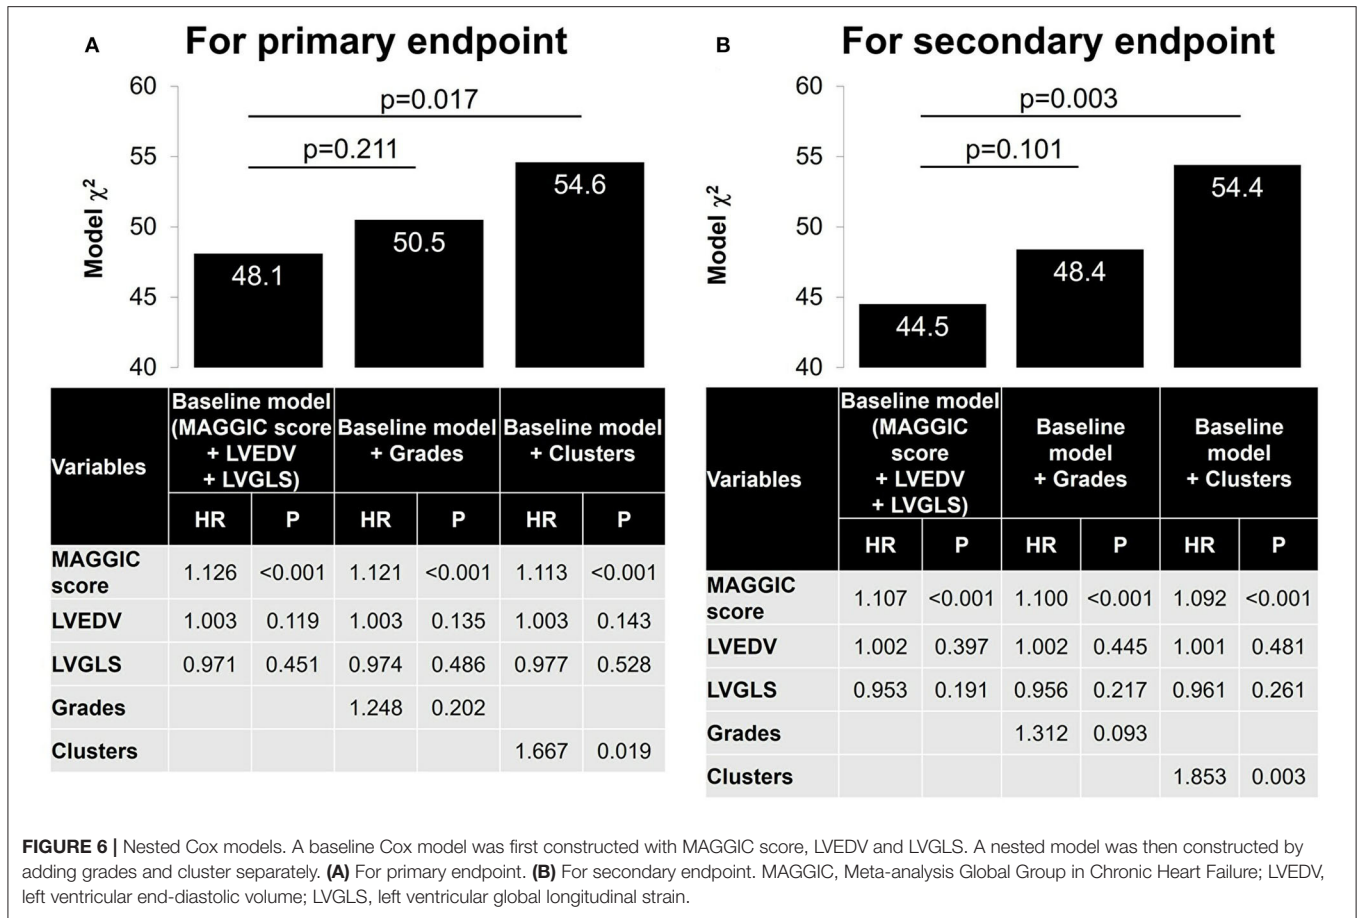 A For primary endpoint
60
55
50
45
40
Model χ²
p=0.017
p=0.211
48.1
50.5
54.6
Variables
Baseline model
(MAGGIC score
+ LVEDV
+ LVGLS)
Baseline model
+ Grades
Baseline model
+ Clusters
HR P HR P HR P
MAGGIC
score 1.126 <0.001 1.121 <0.001 1.113 <0.001
LVEDV 1.003 0.119 1.003 0.135 1.003 0.143
LVGLS 0.971 0.451 0.974 0.486 0.977 0.528
Grades 1.248 0.202
Clusters 1.667 0.019
B For secondary endpoint
60
55
50
45
40
Model χ²
p=0.003
p=0.101
44.5
48.4
54.4
Variables
Baseline model
(MAGGIC
score
+ LVEDV
+ LVGLS)
Baseline
model
+ Grades
Baseline
model
+ Clusters
HR P HR P HR P
MAGGIC
score 1.107 <0.001 1.100 <0.001 1.092 <0.001
LVEDV 1.002 0.397 1.002 0.445 1.001 0.481
LVGLS 0.953 0.191 0.956 0.217 0.961 0.261
Grades 1.312 0.093
Clusters 1.853 0.003
FIGURE 6 | Nested Cox models. A baseline Cox model was first constructed with MAGGIC score, LVEDV and LVGLS. A nested model was then constructed by
adding grades and cluster separately. (A) For primary endpoint. (B) For secondary endpoint. MAGGIC, Meta-analysis Global Group in Chronic Heart Failure; LVEDV,
left ventricular end-diastolic volume; LVGLS, left ventricular global longitudinal strain.